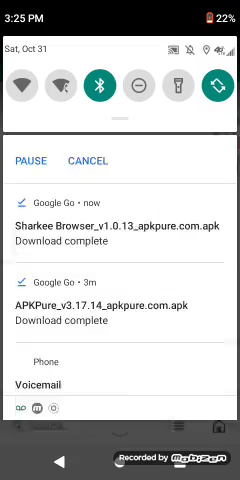 3:25 PM
22%
Sat, Oct 31
PAUSE CANCEL
Google Go • now
Sharkee Browser_v1.0.13_apkpure.com.apk
Download complete
Google Go • 3m
APKPure_v3.17.14_apkpure.com.apk
Download complete
Phone
Voicemail
Recorded by mobizen